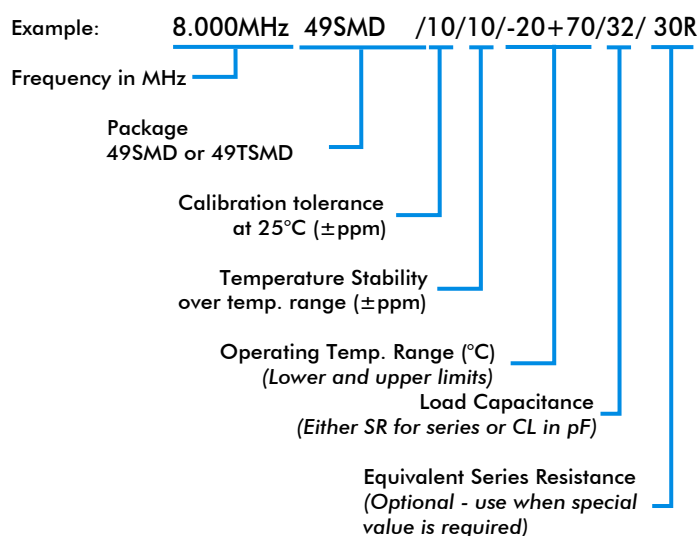 Example: 8.000MHz 49SMD /10/10/-20+70/32/ 30R
Frequency in MHz
Package
49SMD or 49TSMD
Calibration tolerance
at 25°C (±ppm)
Temperature Stability
over temp. range (±ppm)
Operating Temp. Range (°C)
(Lower and upper limits)
Load Capacitance
(Either SR for series or CL in pF)
Equivalent Series Resistance
(Optional - use when special
value is required)